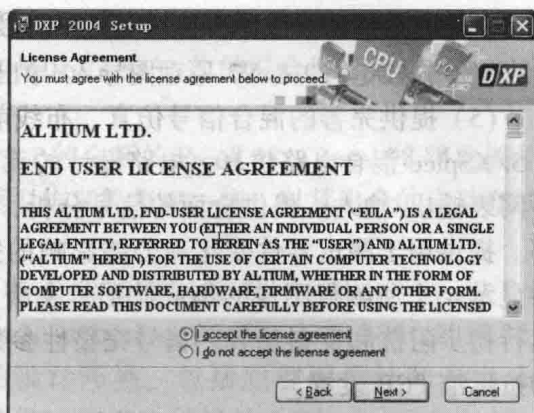 DXP 2004 Setup
License Agreement
You must agree with the license agreement below to proceed.
CPU
DXP
ALTIUM LTD.
END USER LICENSE AGREEMENT
THIS ALTIUM LTD. END-USER LICENSE AGREEMENT (“EULA”) IS A LEGAL
AGREEMENT BETWEEN YOU (EITHER AN INDIVIDUAL PERSON OR A SINGLE
LEGAL ENTITY, REFERRED TO HEREIN AS THE “USER”) AND ALTIUM LTD.
(“ALTIUM” HEREIN) FOR THE USE OF CERTAIN COMPUTER TECHNOLOGY
DEVELOPED AND DISTRIBUTED BY ALTIUM, WHETHER IN THE FORM OF
COMPUTER SOFTWARE, HARDWARE, FIRMWARE OR ANY OTHER FORM.
PLEASE READ THIS DOCUMENT CAREFULLY BEFORE USING THE LICENSED
I accept the license agreement
I do not accept the license agreement
< Back
Next >
Cancel